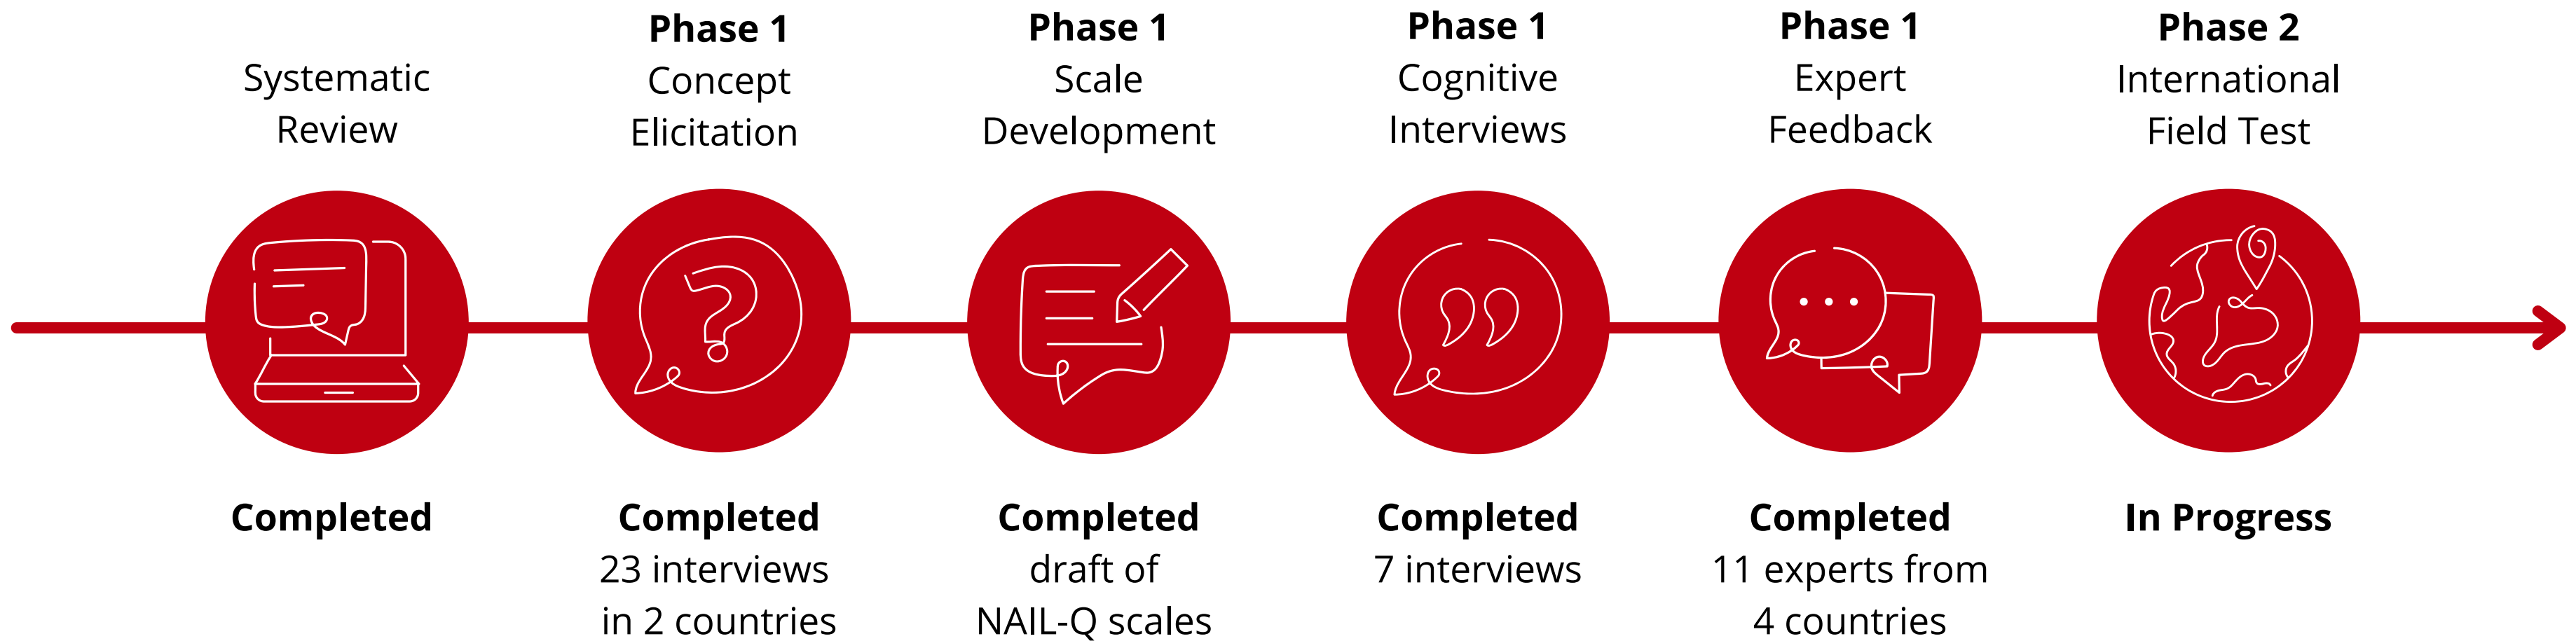 Systematic
Review
Completed
Phase 1
Concept
Elicitation
Completed
23 interviews
in 2 countries
Phase 1
Scale
Development
Completed
draft of
NAIL-Q scales
Phase 1
Cognitive
Interviews
Completed
7 interviews
Phase 1
Expert
Feedback
Completed
11 experts from
4 countries
Phase 2
International
Field Test
In Progress